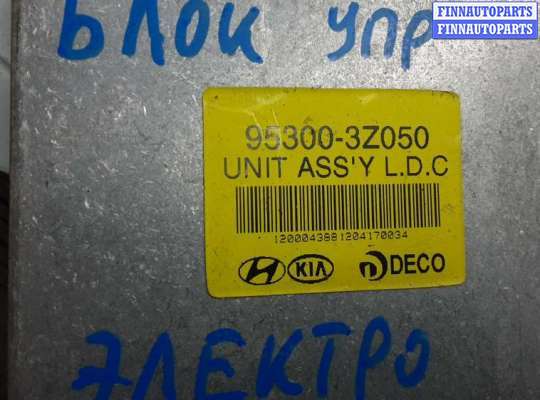 FINNAUTOPARTS
FINNAUTOPARTS
БЛОК УПР
95300-3Z050
UNIT ASS'Y L.D.C
1200043881204170034
KIA DECO
ЭЛЕКТРО